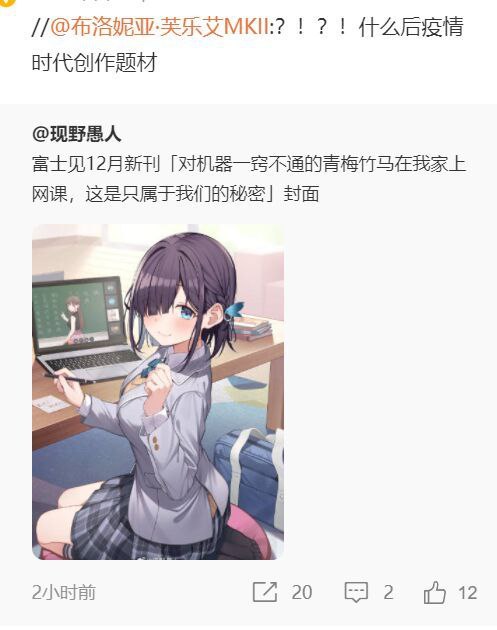 //@布洛妮亚·芙乐艾MKII:？！？！什么后疫情
时代创作题材
@现野愚人
富士见12月新刊「对机器一窍不通的青梅竹马在我家上
网课，这是只属于我们的秘密」封面
2小时前
20
2
12